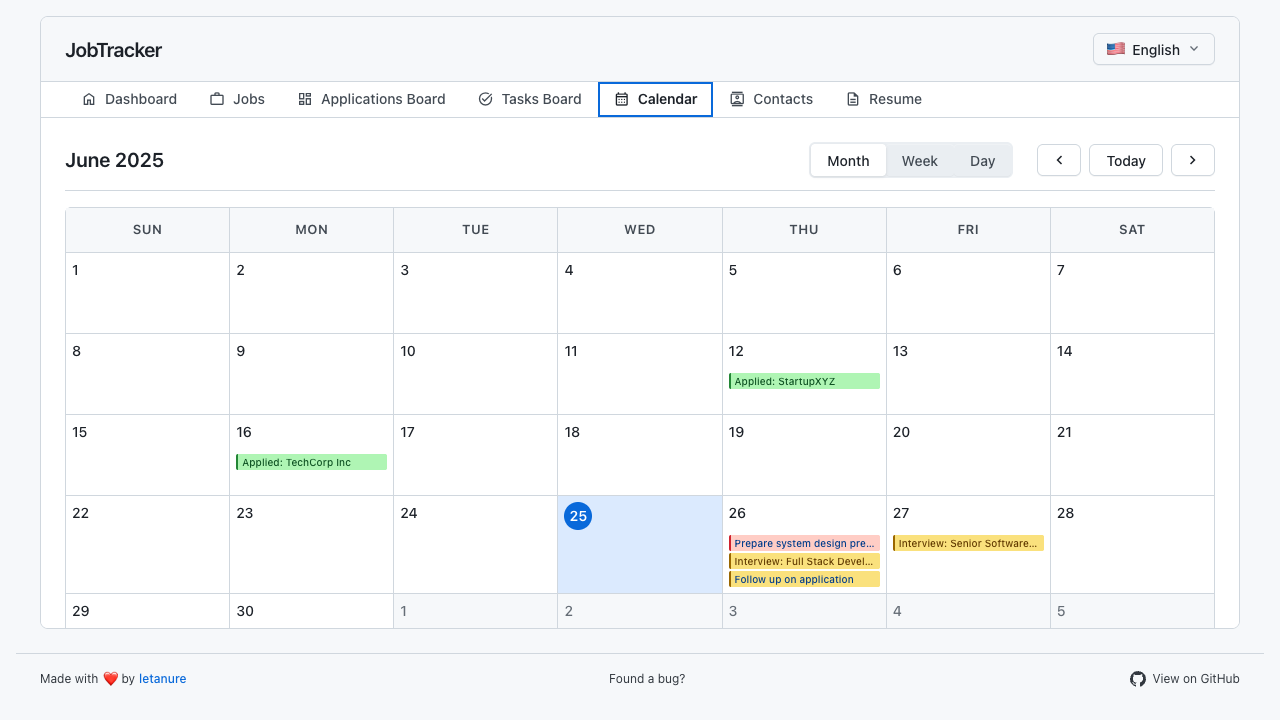 JobTracker
English
Dashboard
Jobs
Applications Board
Tasks Board
Calendar
Contacts
Resume
June 2025
Month
Week
Day
Today
SUN MON TUE WED THU FRI SAT
1 2 3 4 5 6 7
8 9 10 11 12 13 14
Applied: StartupXYZ
15 16 17 18 19 20 21
Applied: TechCorp Inc
22 23 24 25 26 27 28
Prepare system design pre...
Interview: Senior Software...
Interview: Full Stack Devel...
Follow up on application
29 30 1 2 3 4 5
Made with ❤️ by letanure
Found a bug?
View on GitHub